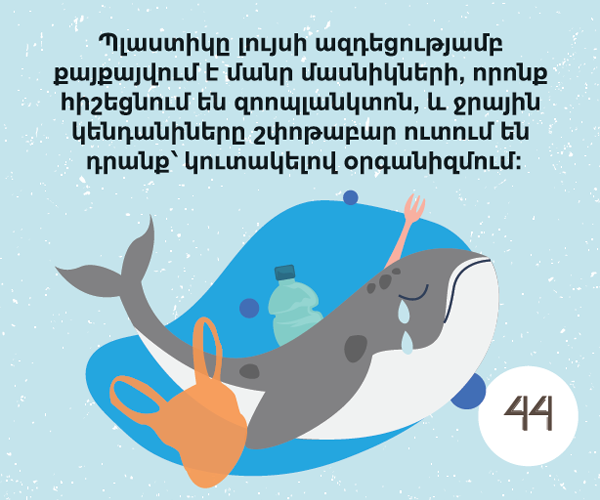 Պլաստիկը լույսի ազդեցությամբ
քայքայվում է մանր մասնիկների, որոնք
հիշեցնում են զոոպլանկտոն, և ջրային
կենդանիները շփոթաբար ուտում են
դրանք՝ կուտակելով օրգանիզմում:
44